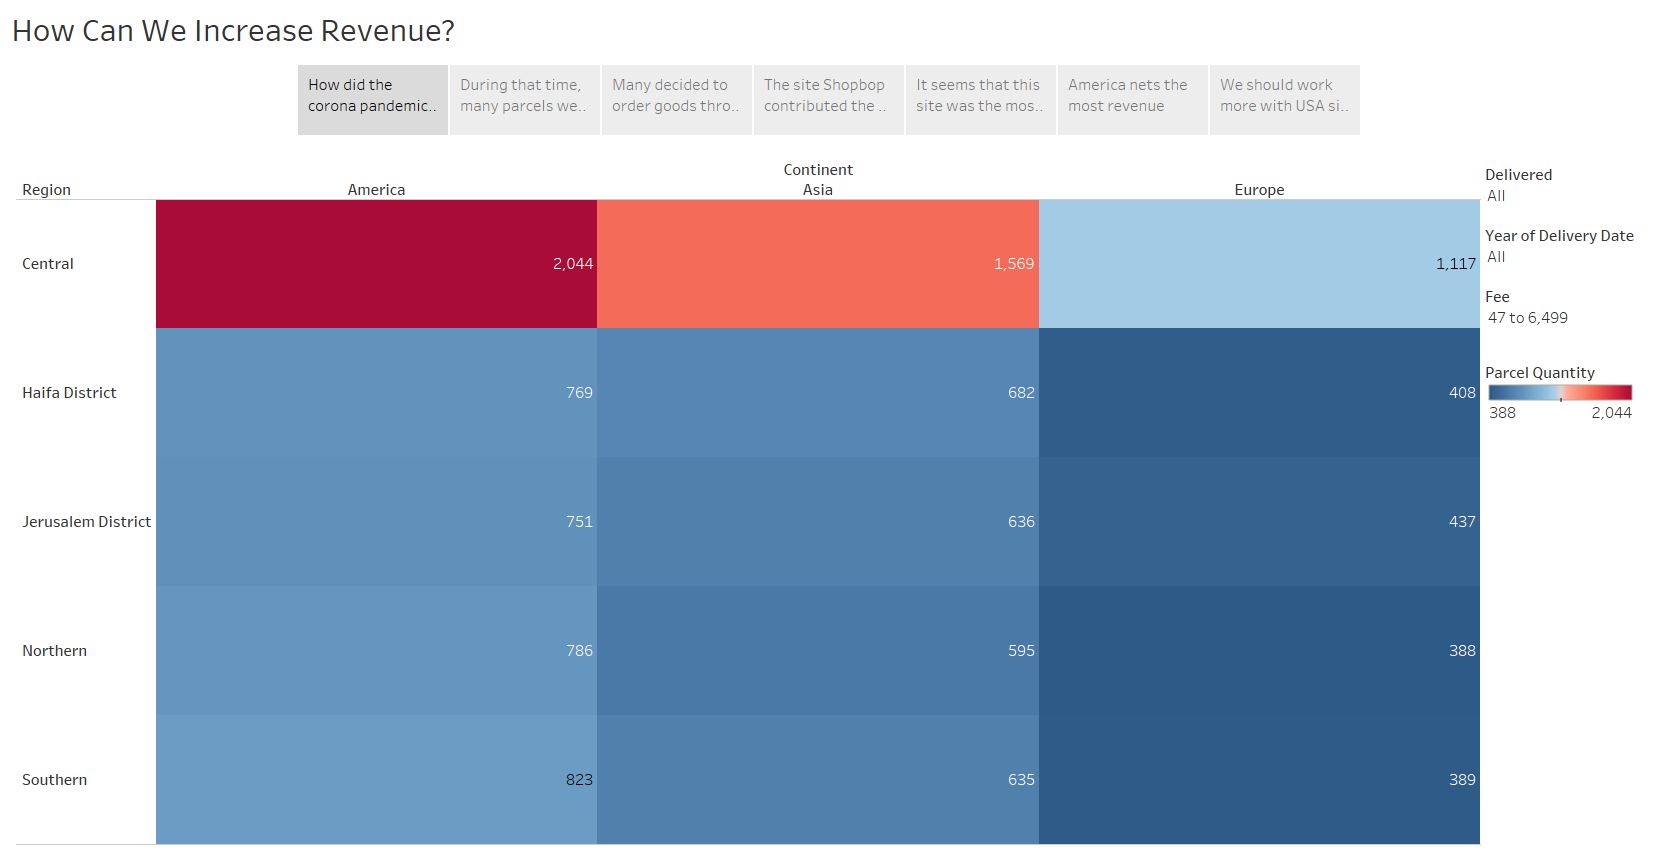 How Can We Increase Revenue?
How did the
corona pandemic..
During that time,
many parcels we..
Many decided to
order goods thro..
The site Shopbop
contributed the ..
It seems that this
site was the mos..
America nets the
most revenue
We should work
more with USA si..
Continent
Region America Asia Europe
Central 2,044 1,569 1,117
Haifa District 769 682 408
Jerusalem District 751 636 437
Northern 786 595 388
Southern 823 635 389
Delivered
All
Year of Delivery Date
All
Fee
47 to 6,499
Parcel Quantity
388 2,044